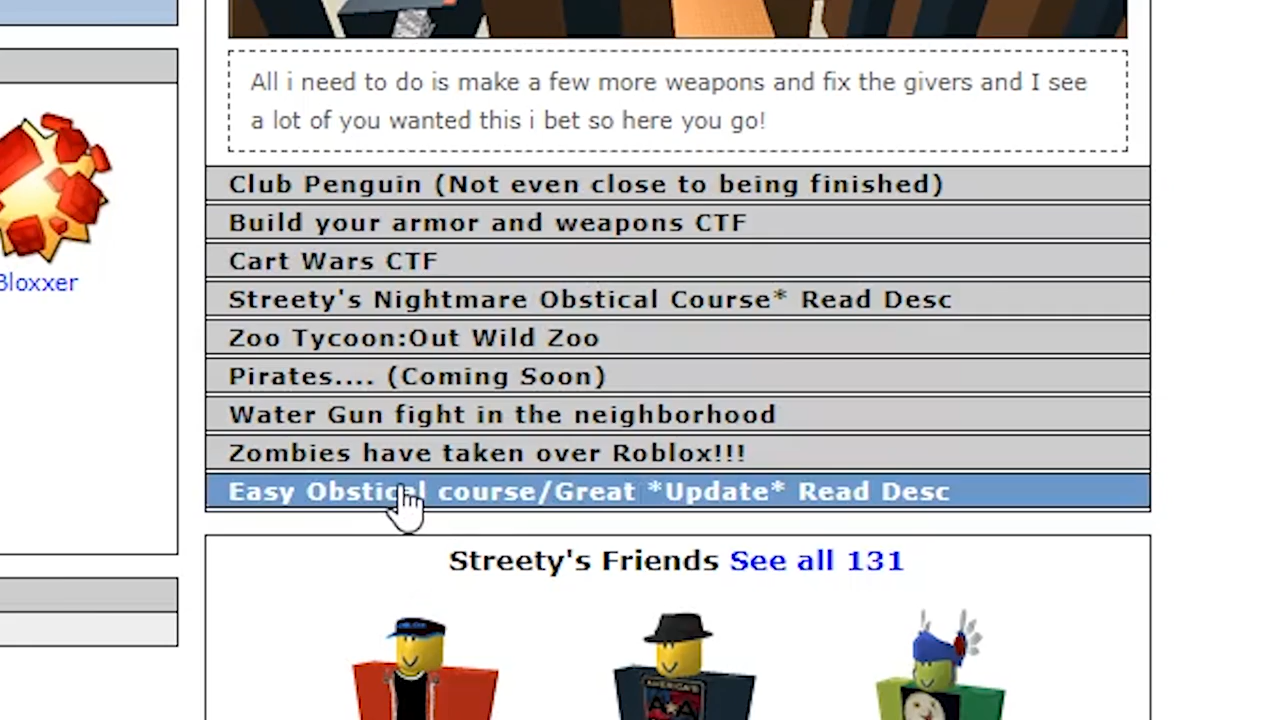 All i need to do is make a few more weapons and fix the givers and I see
a lot of you wanted this i bet so here you go!
Club Penguin (Not even close to being finished)
Build your armor and weapons CTF
Cart Wars CTF
Streety's Nightmare Obstical Course* Read Desc
Zoo Tycoon:Out Wild Zoo
Pirates.... (Coming Soon)
Water Gun fight in the neighborhood
Zombies have taken over Roblox!!!
Easy Obstical course/Great *Update* Read Desc
Bloxxer
Streety's Friends See all 131